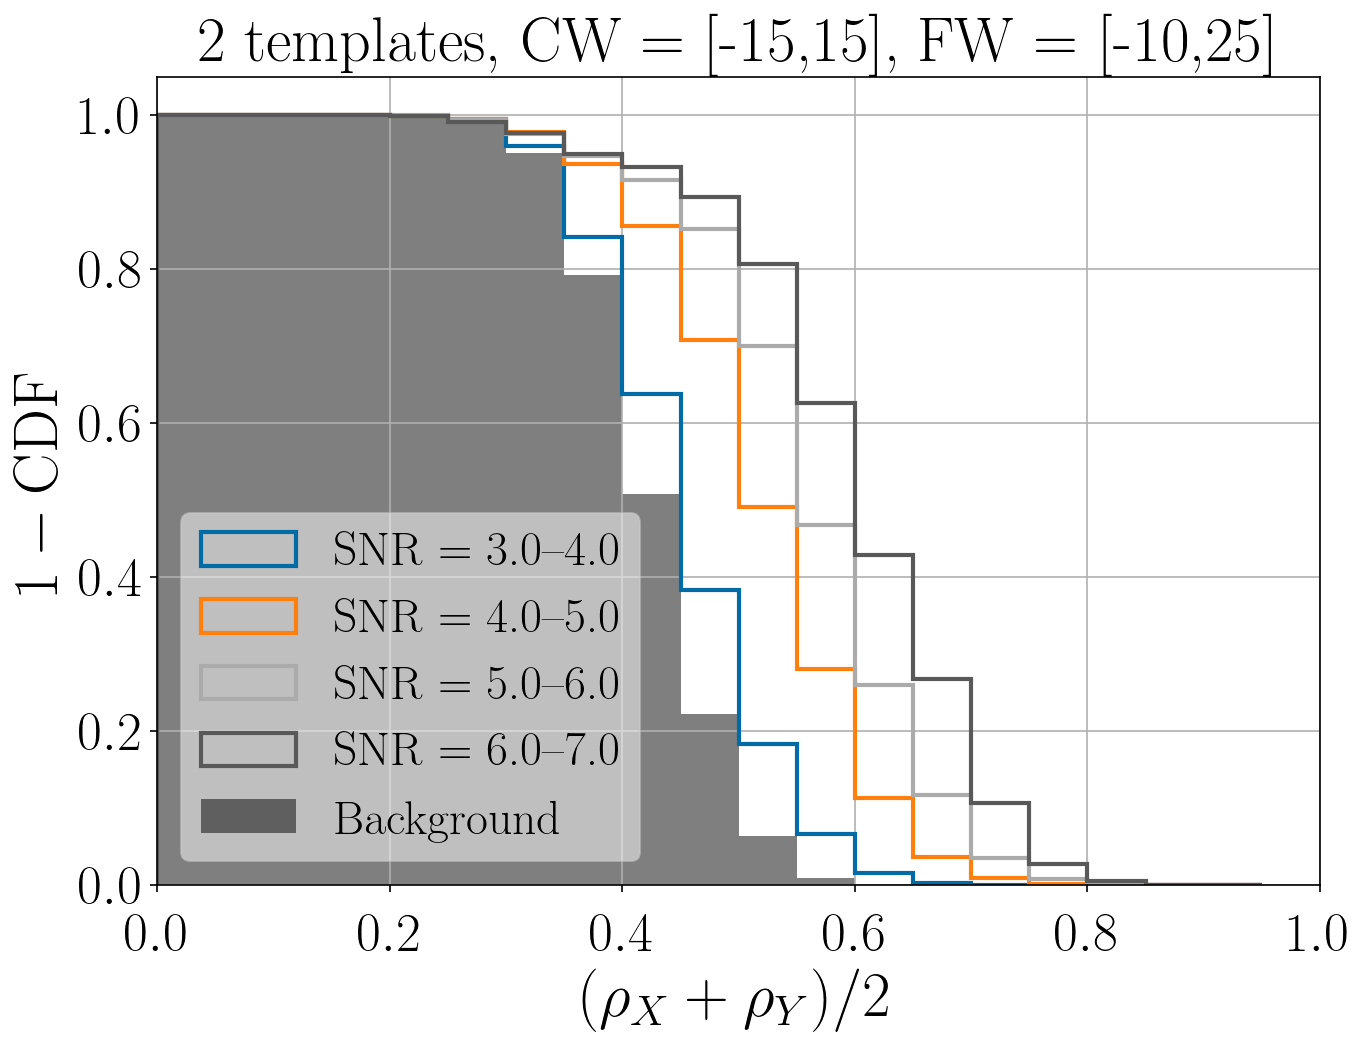 2 templates, CW = [-15,15], FW = [-10,25]
1 − CDF
1.0
0.8
0.6
0.4
0.2
0.0
SNR = 3.0–4.0
SNR = 4.0–5.0
SNR = 5.0–6.0
SNR = 6.0–7.0
Background
0.0 0.2 0.4 0.6 0.8 1.0
(ρ_X + ρ_Y)/2